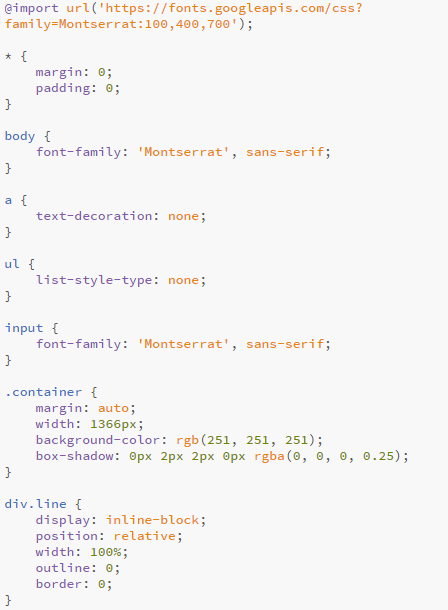 @import url('https://fonts.googleapis.com/css?
family=Montserrat:100,400,700');

* {
    margin: 0;
    padding: 0;
}

body {
    font-family: 'Montserrat', sans-serif;
}

a {
    text-decoration: none;
}

ul {
    list-style-type: none;
}

input {
    font-family: 'Montserrat', sans-serif;
}

.container {
    margin: auto;
    width: 1366px;
    background-color: rgb(251, 251, 251);
    box-shadow: 0px 2px 2px 0px rgba(0, 0, 0, 0.25);
}

div.line {
    display: inline-block;
    position: relative;
    width: 100%;
    outline: 0;
    border: 0;
}